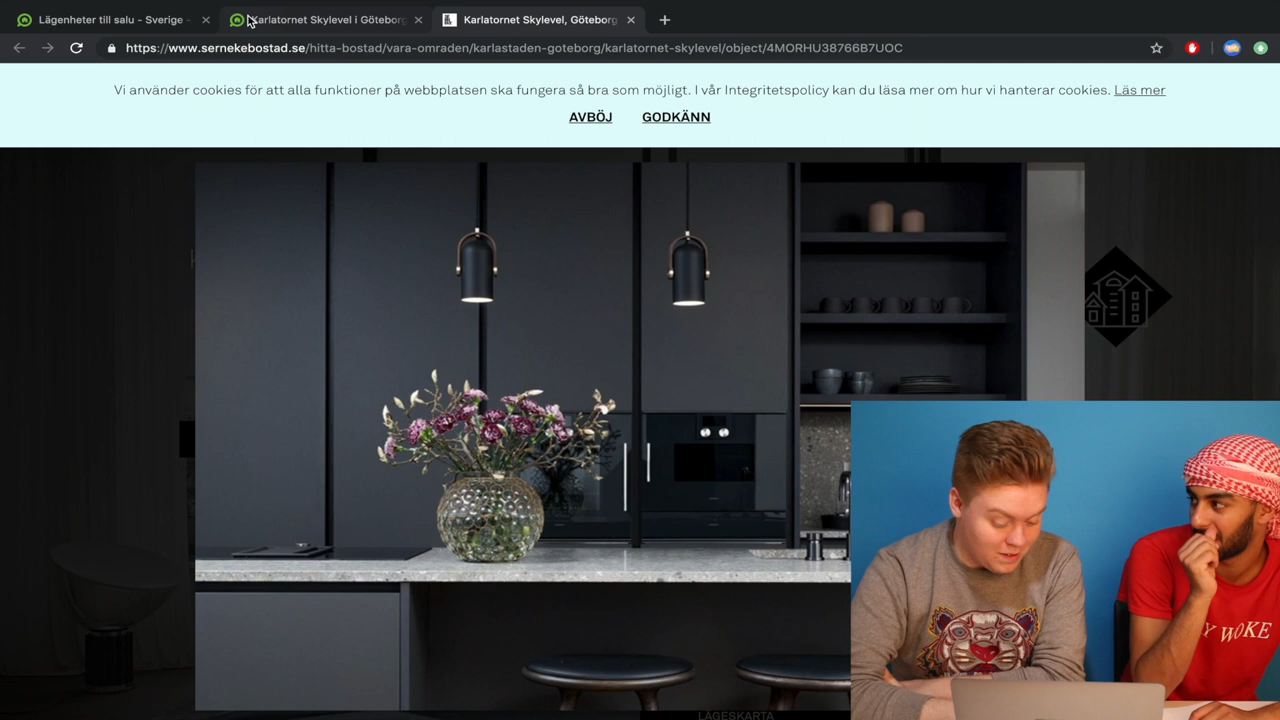 Lägenheter till salu - Sverige -
Karlatornet Skylevel i Göteborg
Karlatornet Skylevel, Göteborg
https://www.sernekebostad.se/hitta-bostad/vara-omraden/karlastaden-goteborg/karlatornet-skylevel/object/4MORHU38766B7UOC
Vi använder cookies för att alla funktioner på webbplatsen ska fungera så bra som möjligt. I vår Integritetspolicy kan du läsa mer om hur vi hanterar cookies. Läs mer
AVBÖJ GODKÄNN
WOKE
LÄGESKARTA